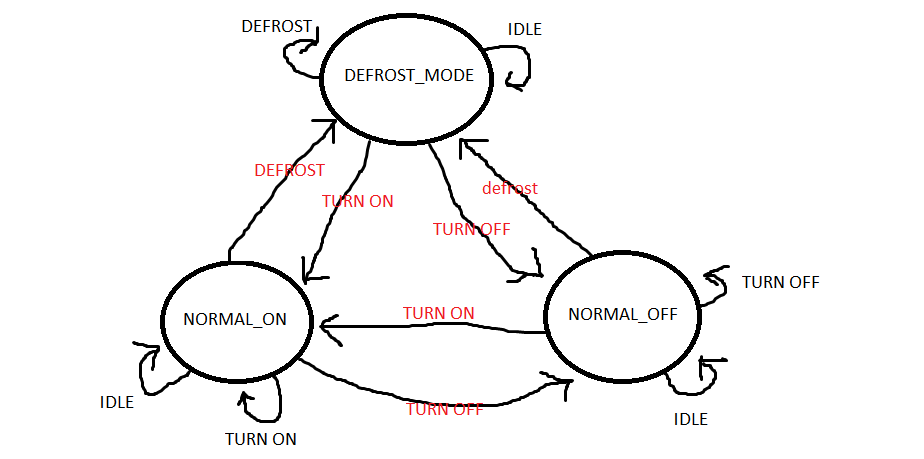 DEFROST
IDLE
DEFROST_MODE
DEFROST
TURN ON
defrost
TURN OFF
TURN OFF
TURN ON
NORMAL_ON
NORMAL_OFF
IDLE
TURN OFF
IDLE
TURN ON